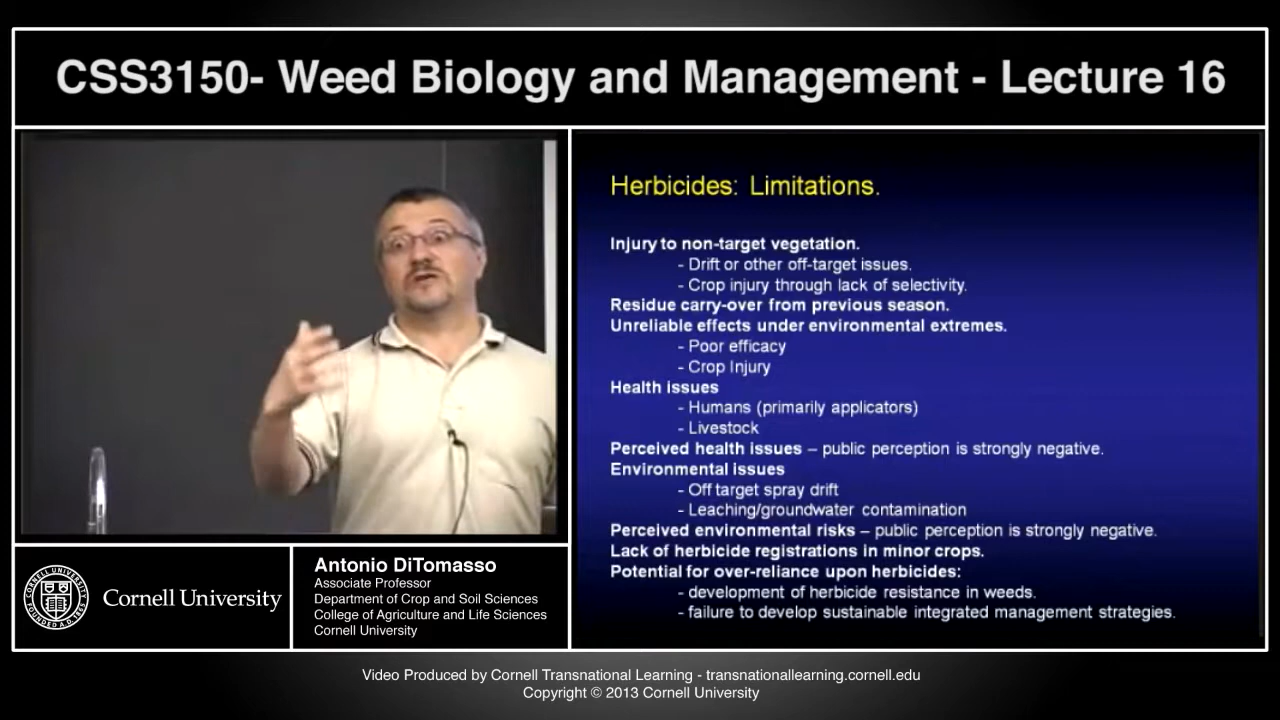 CSS3150- Weed Biology and Management - Lecture 16
Herbicides: Limitations.
Injury to non-target vegetation.
- Drift or other off-target issues.
- Crop injury through lack of selectivity.
Residue carry-over from previous season.
Unreliable effects under environmental extremes.
- Poor efficacy
- Crop Injury
Health issues
- Humans (primarily applicators)
- Livestock
Perceived health issues – public perception is strongly negative.
Environmental issues
- Off target spray drift
- Leaching/groundwater contamination
Perceived environmental risks – public perception is strongly negative.
Lack of herbicide registrations in minor crops.
Potential for over-reliance upon herbicides:
- development of herbicide resistance in weeds.
- failure to develop sustainable integrated management strategies.
Cornell University
Antonio DiTomasso
Associate Professor
Department of Crop and Soil Sciences
College of Agriculture and Life Sciences
Cornell University
Video Produced by Cornell Transnational Learning - transnationallearning.cornell.edu
Copyright © 2013 Cornell University